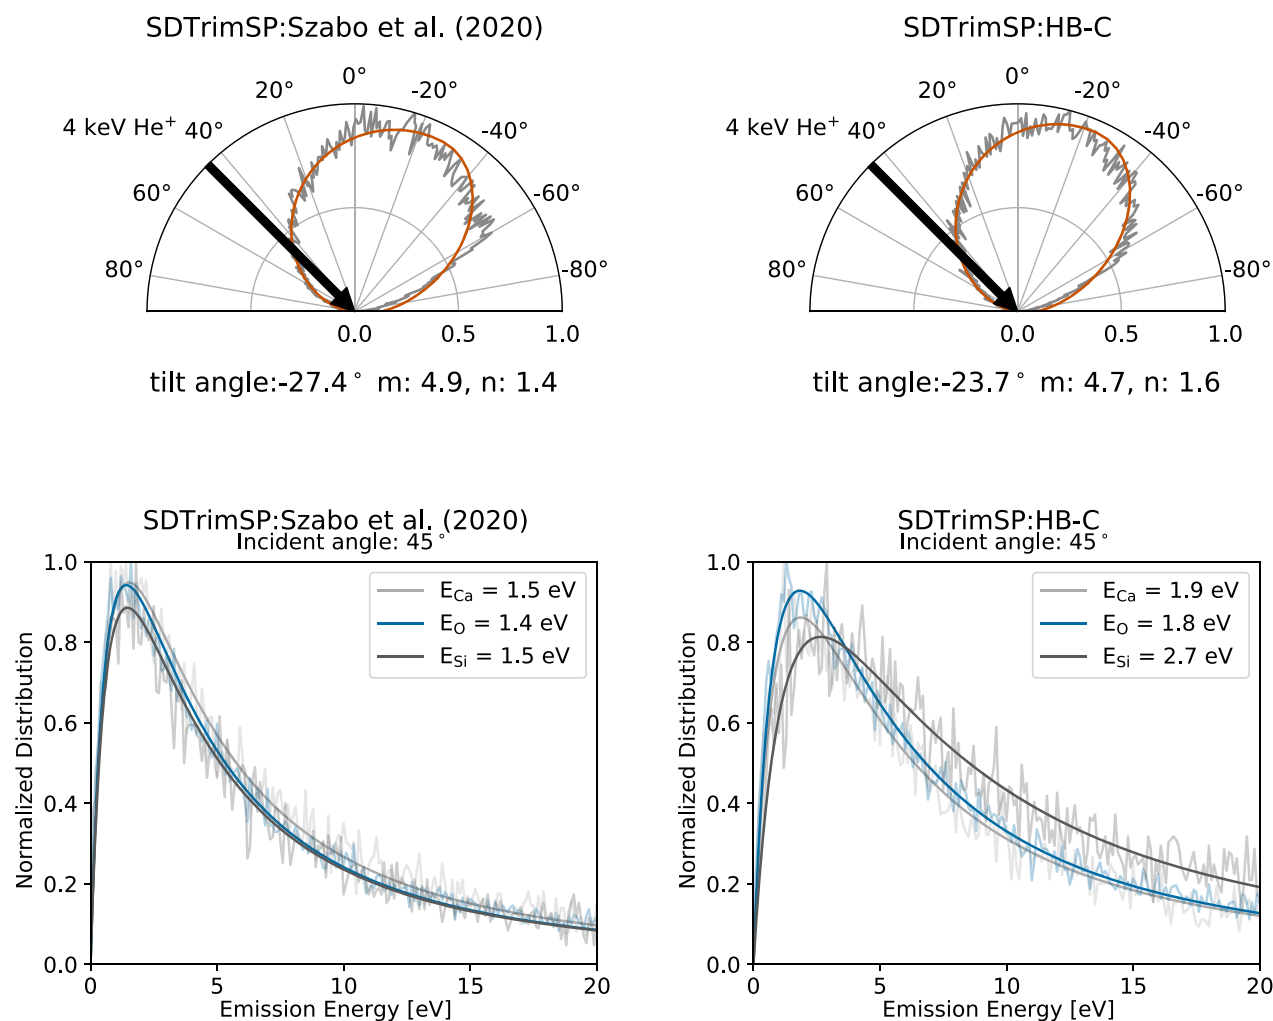 SDTrimSP:Szabo et al. (2020)
0°
20°
-20°
4 keV He⁺ 40°
-40°
60°
-60°
80°
-80°
0.0 0.5 1.0
tilt angle:-27.4° m: 4.9, n: 1.4
SDTrimSP:HB-C
0°
20°
-20°
4 keV He⁺ 40°
-40°
60°
-60°
80°
-80°
0.0 0.5 1.0
tilt angle:-23.7° m: 4.7, n: 1.6
SDTrimSP:Szabo et al. (2020)
Incident angle: 45°
1.0
0.8
0.6
0.4
0.2
0.0
Normalized Distribution
E_Ca = 1.5 eV
E_O = 1.4 eV
E_Si = 1.5 eV
0 5 10 15 20
Emission Energy [eV]
SDTrimSP:HB-C
Incident angle: 45°
1.0
0.8
0.6
0.4
0.2
0.0
Normalized Distribution
E_Ca = 1.9 eV
E_O = 1.8 eV
E_Si = 2.7 eV
0 5 10 15 20
Emission Energy [eV]